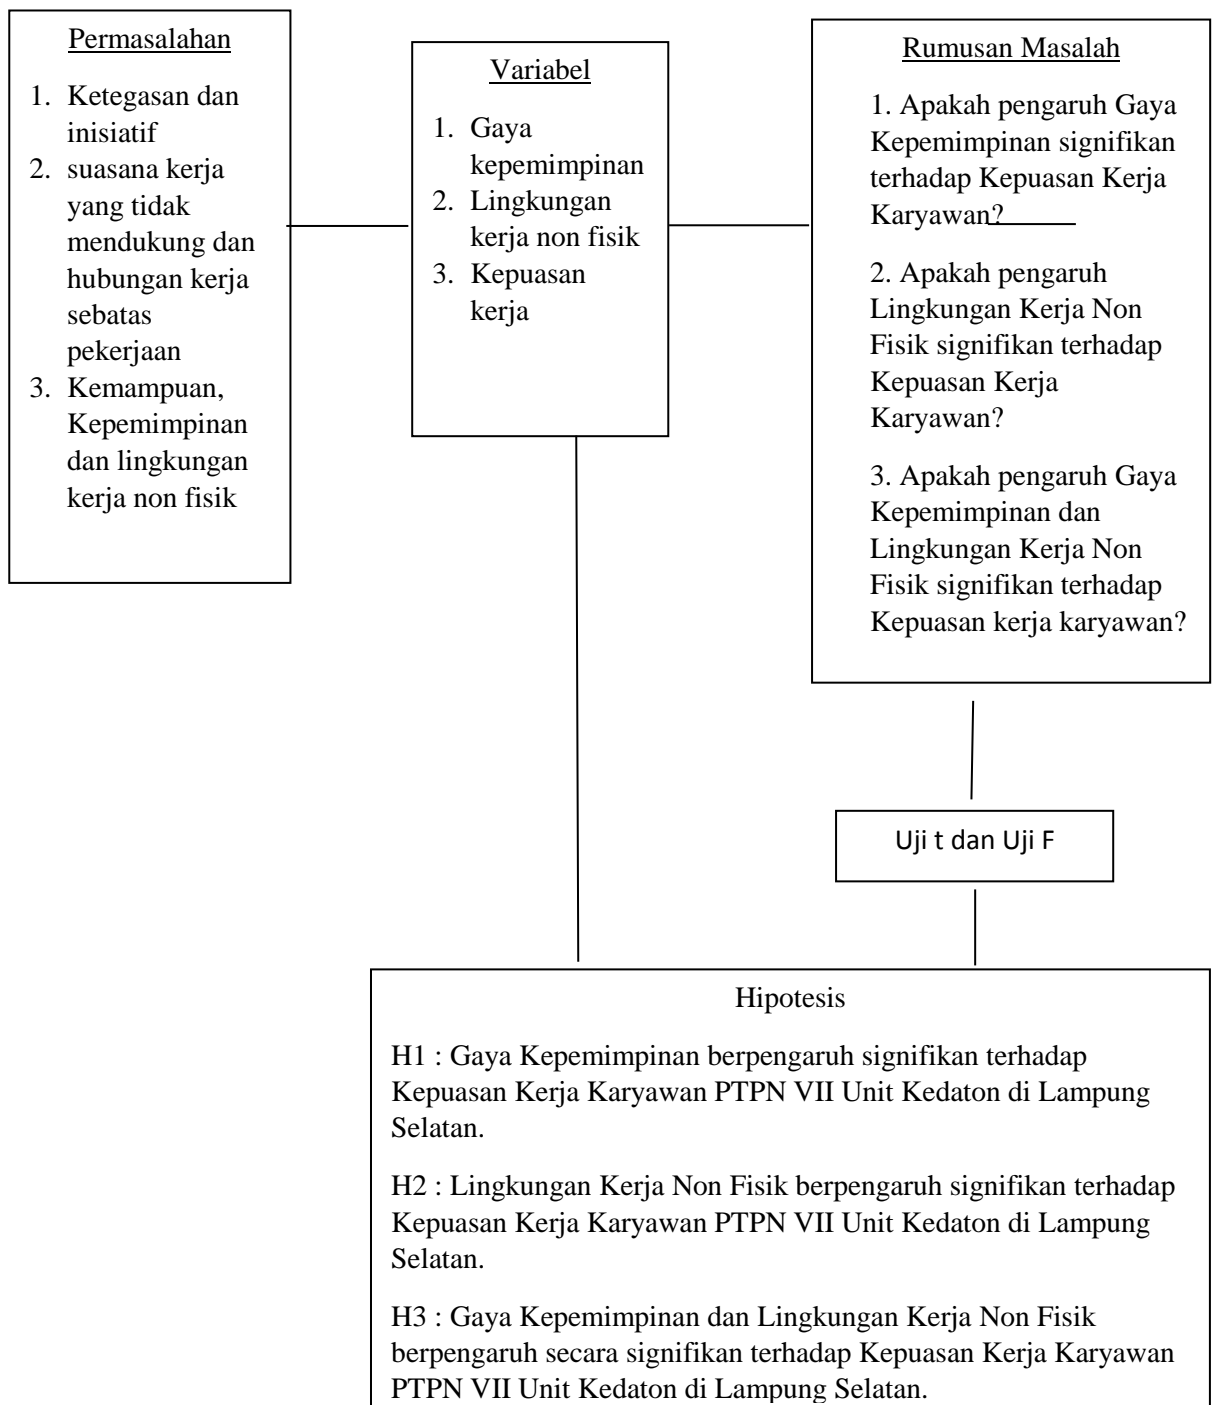 Permasalahan
1. Ketegasan dan
inisiatif
2. suasana kerja
yang tidak
mendukung dan
hubungan kerja
sebatas
pekerjaan
3. Kemampuan,
Kepemimpinan
dan lingkungan
kerja non fisik
Variabel
1. Gaya
kepemimpinan
2. Lingkungan
kerja non fisik
3. Kepuasan
kerja
Rumusan Masalah
1. Apakah pengaruh Gaya
Kepemimpinan signifikan
terhadap Kepuasan Kerja
Karyawan?
2. Apakah pengaruh
Lingkungan Kerja Non
Fisik signifikan terhadap
Kepuasan Kerja
Karyawan?
3. Apakah pengaruh Gaya
Kepemimpinan dan
Lingkungan Kerja Non
Fisik signifikan terhadap
Kepuasan kerja karyawan?
Uji t dan Uji F
Hipotesis
H1 : Gaya Kepemimpinan berpengaruh signifikan terhadap
Kepuasan Kerja Karyawan PTPN VII Unit Kedaton di Lampung
Selatan.
H2 : Lingkungan Kerja Non Fisik berpengaruh signifikan terhadap
Kepuasan Kerja Karyawan PTPN VII Unit Kedaton di Lampung
Selatan.
H3 : Gaya Kepemimpinan dan Lingkungan Kerja Non Fisik
berpengaruh secara signifikan terhadap Kepuasan Kerja Karyawan
PTPN VII Unit Kedaton di Lampung Selatan.